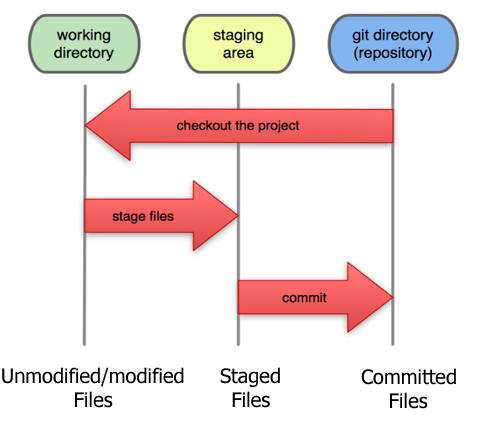 working
directory
staging
area
git directory
(repository)
checkout the project
stage files
commit
Unmodified/modified
Files
Staged
Files
Committed
Files